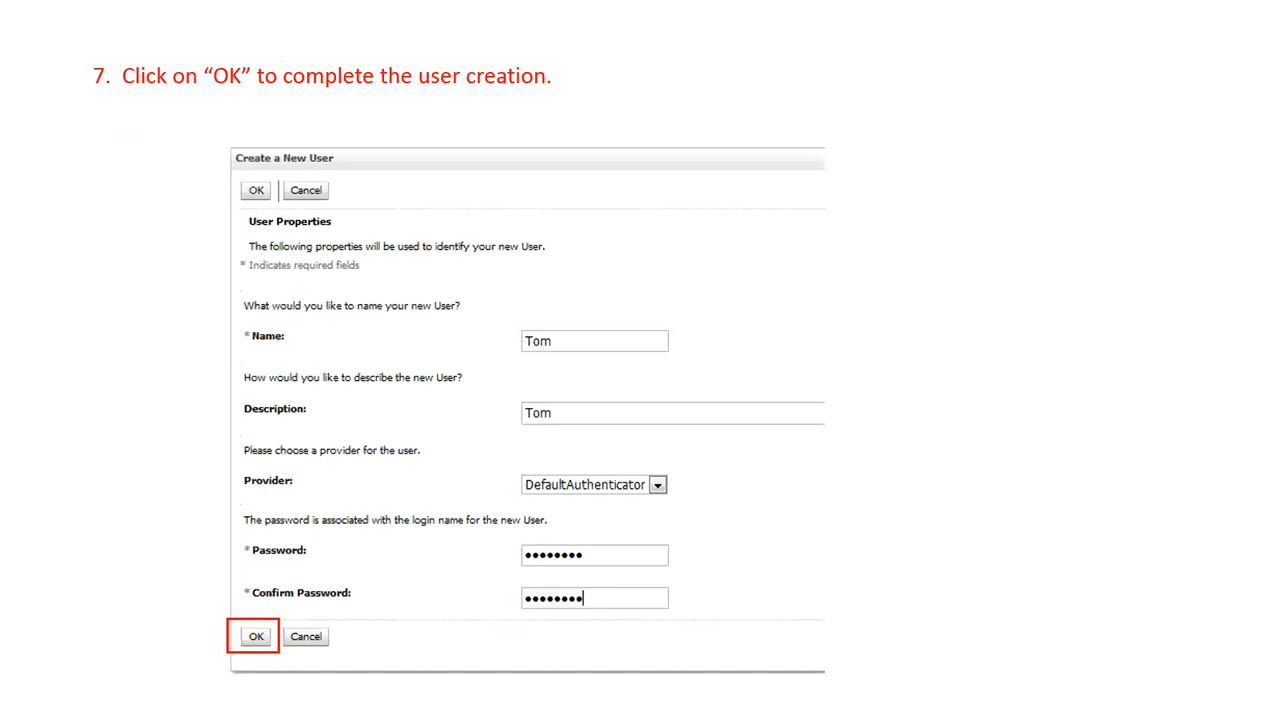 7. Click on “OK” to complete the user creation.
Create a New User
OK Cancel
User Properties
The following properties will be used to identify your new User.
* Indicates required fields
What would you like to name your new User?
* Name: Tom
How would you like to describe the new User?
Description: Tom
Please choose a provider for the user.
Provider: DefaultAuthenticator
The password is associated with the login name for the new User.
* Password: ••••••••
* Confirm Password: ••••••••
OK Cancel